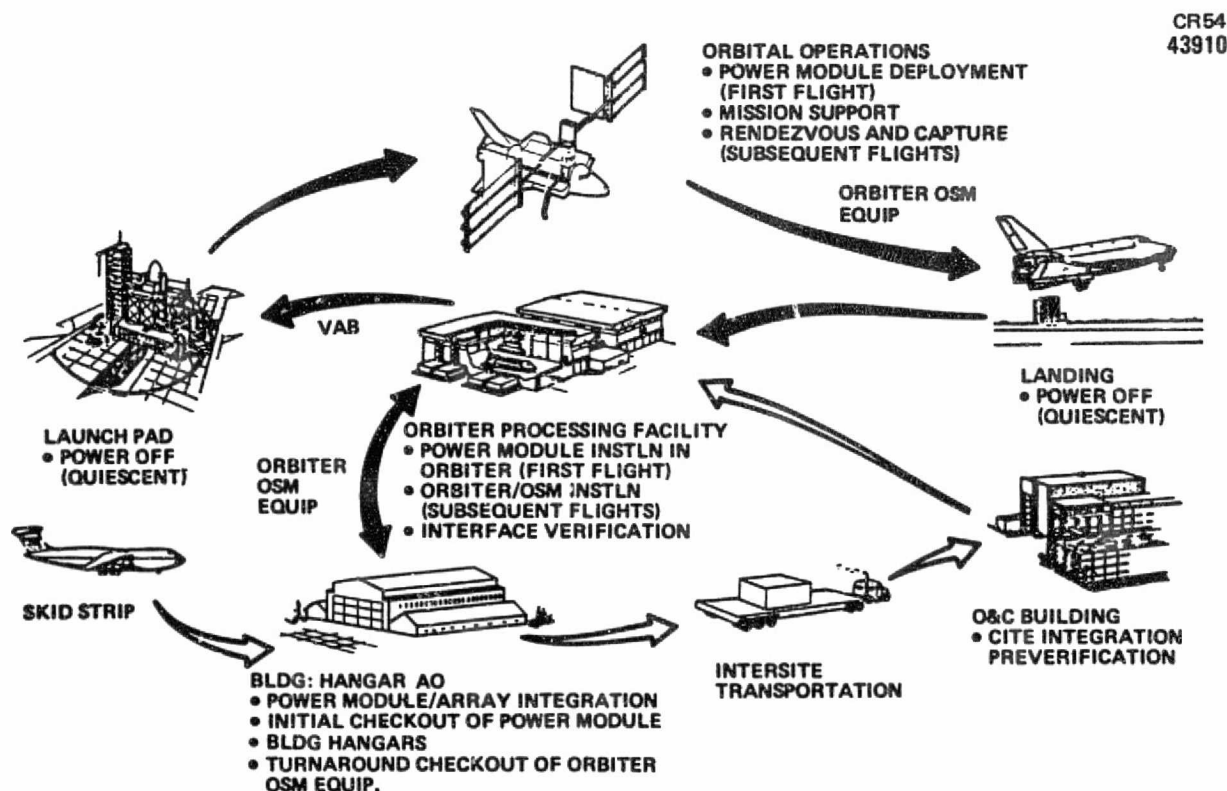 CR54
43910
ORBITAL OPERATIONS
• POWER MODULE DEPLOYMENT
(FIRST FLIGHT)
• MISSION SUPPORT
• RENDEZVOUS AND CAPTURE
(SUBSEQUENT FLIGHTS)
ORBITER OSM
EQUIP
VAB
LANDING
• POWER OFF
(QUIESCENT)
LAUNCH PAD
• POWER OFF
(QUIESCENT)
ORBITER
OSM
EQUIP
ORBITER PROCESSING FACILITY
• POWER MODULE INSTLN IN
ORBITER (FIRST FLIGHT)
• ORBITER/OSM INSTLN
(SUBSEQUENT FLIGHTS)
• INTERFACE VERIFICATION
SKID STRIP
BLDG: HANGAR AO
• POWER MODULE/ARRAY INTEGRATION
• INITIAL CHECKOUT OF POWER MODULE
• BLDG HANGARS
• TURNAROUND CHECKOUT OF ORBITER
OSM EQUIP.
INTERSITE
TRANSPORTATION
O&C BUILDING
• CITE INTEGRATION
PREVERIFICATION